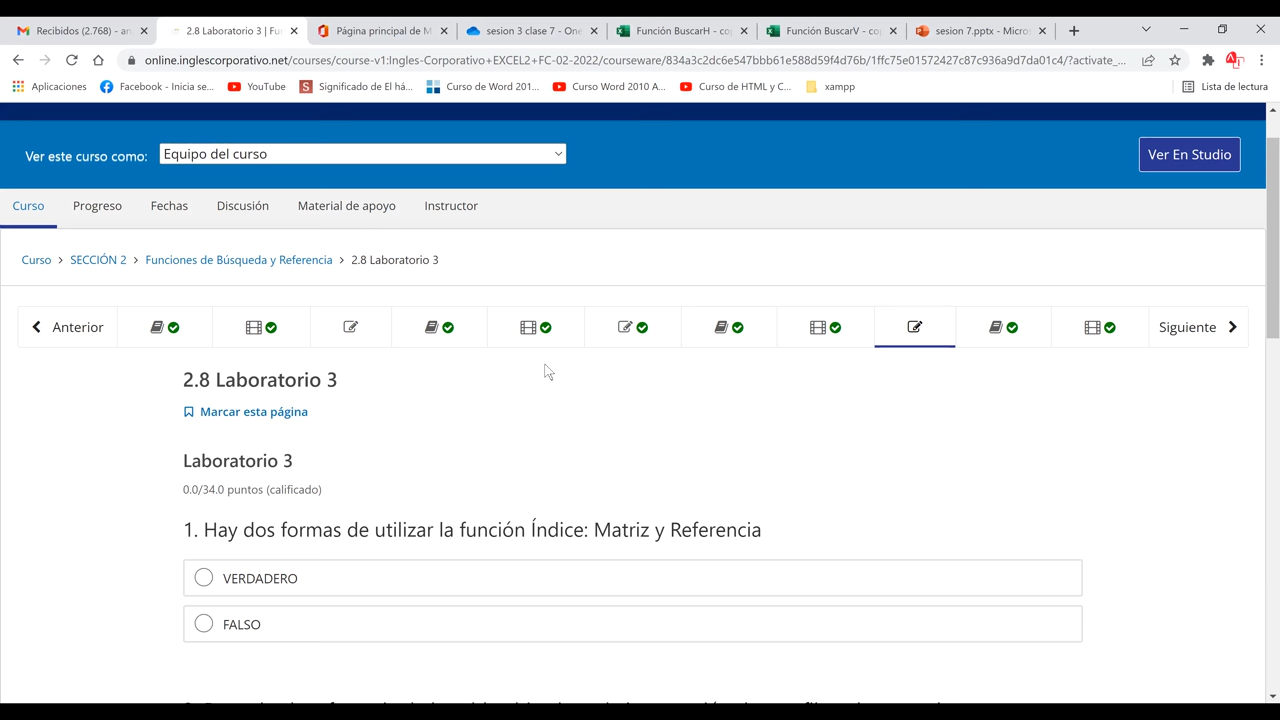 Recibidos (2.768) - an
2.8 Laboratorio 3 | Fu
Página principal de M
sesion 3 clase 7 - One
Función BuscarH - co
Función BuscarV - co
sesion 7.pptx - Micros
online.inglescorporativo.net/courses/course-v1:Ingles-Corporativo+EXCEL2VTC-02-2022/courseware/834a3c2dc6e547bbb61e588d59f4d76b/1ffc75e01572427c87c936a9d7da01c4/?activate_...
Aplicaciones
Facebook - Inicia se...
YouTube
Significado de El há...
Curso de Word 201...
Curso Word 2010 A...
Curso de HTML y C...
xampp
Lista de lectura
Ver este curso como:
Equipo del curso
Ver En Studio
Curso
Progreso
Fechas
Discusión
Material de apoyo
Instructor
Curso > SECCIÓN 2 > Funciones de Búsqueda y Referencia > 2.8 Laboratorio 3
Anterior
Siguiente
2.8 Laboratorio 3
Marcar esta página
Laboratorio 3
0.0/34.0 puntos (calificado)
1. Hay dos formas de utilizar la función Índice: Matriz y Referencia
VERDADERO
FALSO